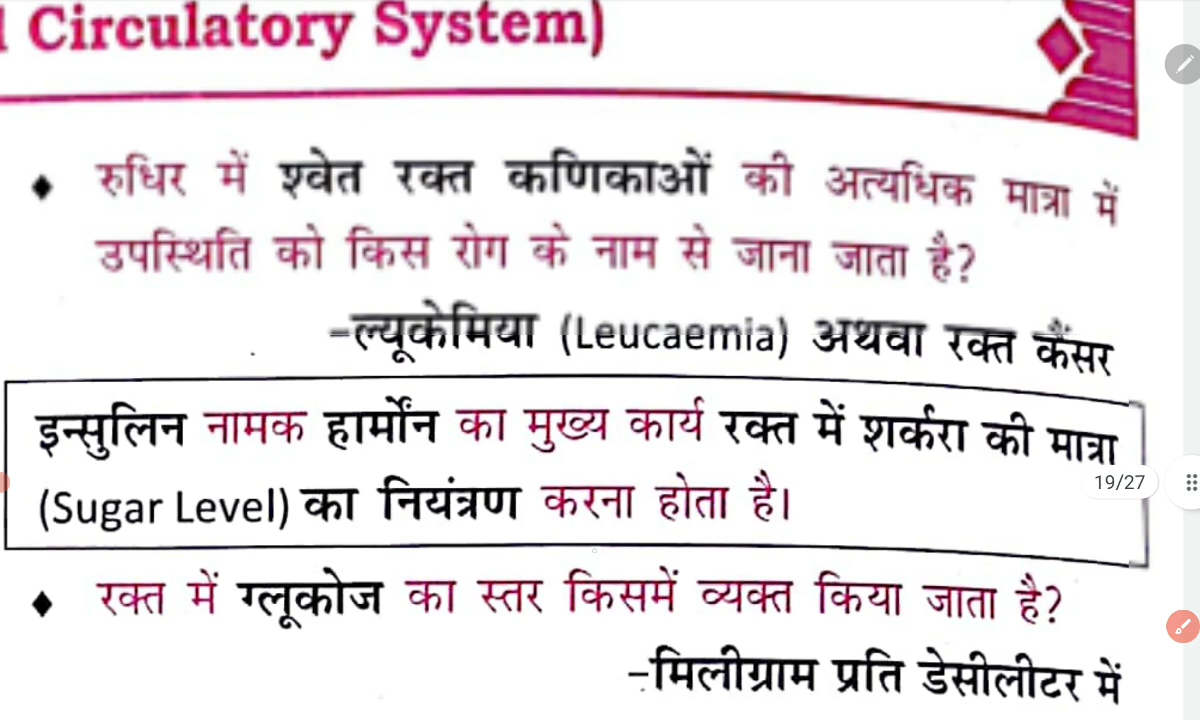 Circulatory System)
♦ रुधिर में श्वेत रक्त कणिकाओं की अत्यधिक मात्रा में
उपस्थिति को किस रोग के नाम से जाना जाता है?
–ल्यूकेमिया (Leucaemia) अथवा रक्त कैंसर
इन्सुलिन नामक हार्मोन का मुख्य कार्य रक्त में शर्करा की मात्रा
19/27
(Sugar Level) का नियंत्रण करना होता है।
♦ रक्त में ग्लूकोज का स्तर किसमें व्यक्त किया जाता है?
–मिलीग्राम प्रति डेसीलीटर में